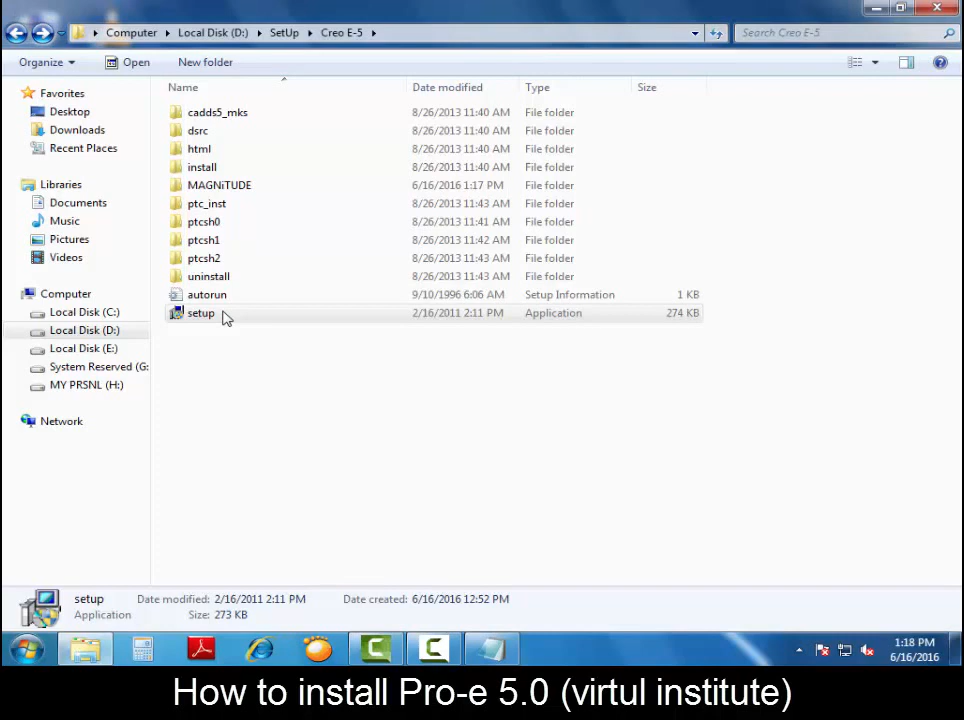 Computer Local Disk (D:) SetUp Creo E-5
Search Creo E-5
Organize Open New folder
Name Date modified Type Size
Favorites
Desktop
Downloads
Recent Places
Libraries
Documents
Music
Pictures
Videos
Computer
Local Disk (C:)
Local Disk (D:)
Local Disk (E:)
System Reserved (G:
MY PRSNL (H:)
Network
cadds5_mks 8/26/2013 11:40 AM File folder
dsrc 8/26/2013 11:40 AM File folder
html 8/26/2013 11:40 AM File folder
install 8/26/2013 11:40 AM File folder
MAGNiTUDE 6/16/2016 1:17 PM File folder
ptc_inst 8/26/2013 11:43 AM File folder
ptcsh0 8/26/2013 11:41 AM File folder
ptcsh1 8/26/2013 11:42 AM File folder
ptcsh2 8/26/2013 11:43 AM File folder
uninstall 8/26/2013 11:43 AM File folder
autorun 9/10/1996 6:06 AM Setup Information 1 KB
setup 2/16/2011 2:11 PM Application 274 KB
setup Date modified: 2/16/2011 2:11 PM Date created: 6/16/2016 12:52 PM
Application Size: 273 KB
1:18 PM
6/16/2016
How to install Pro-e 5.0 (virtul institute)